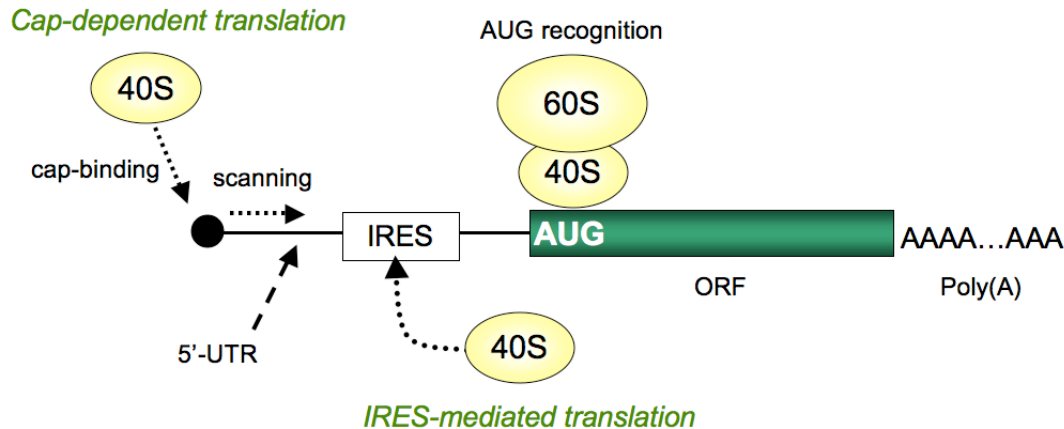 Cap-dependent translation
AUG recognition
40S
60S
cap-binding
scanning
40S
IRES
AUG
AAAA...AAA
ORF
Poly(A)
5'-UTR
40S
IRES-mediated translation